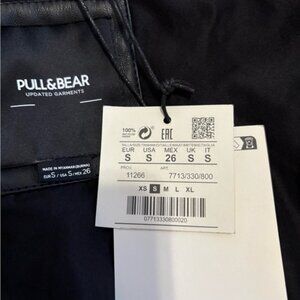 PULL&BEAR
UPDATED GARMENTS
MADE IN MYANMAR (BURMA)
EUR S / USA S / MEX 26
100%
EAC
EUR USA MEX UK IT
S S 26 S S
PROD. ART.
11266 7713/330/800
XS S M L XL
07713330800020